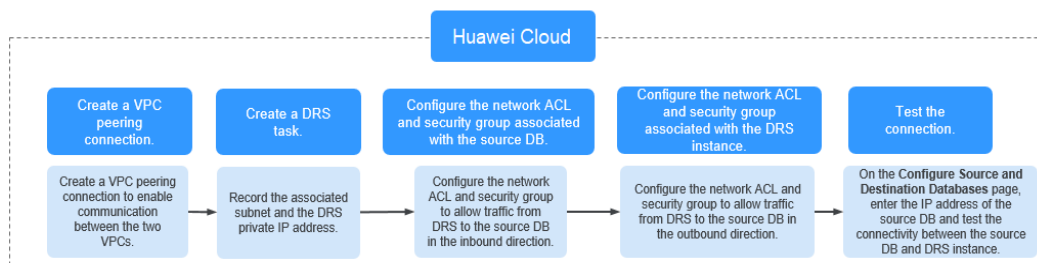 Huawei Cloud
Create a VPC
peering
connection.
Create a DRS
task.
Configure the network ACL
and security group associated
with the source DB.
Configure the network ACL
and security group
associated with the DRS
instance.
Test the
connection.
Create a VPC peering
connection to enable
communication
between the two
VPCs.
Record the associated
subnet and the DRS
private IP address.
Configure the network
ACL and security group
to allow traffic from
DRS to the source DB
in the inbound direction.
Configure the network ACL and
security group to allow traffic
from DRS to the source DB in
the outbound direction.
On the Configure Source and
Destination Databases page,
enter the IP address of the
source DB and test the
connectivity between the source
DB and DRS instance.